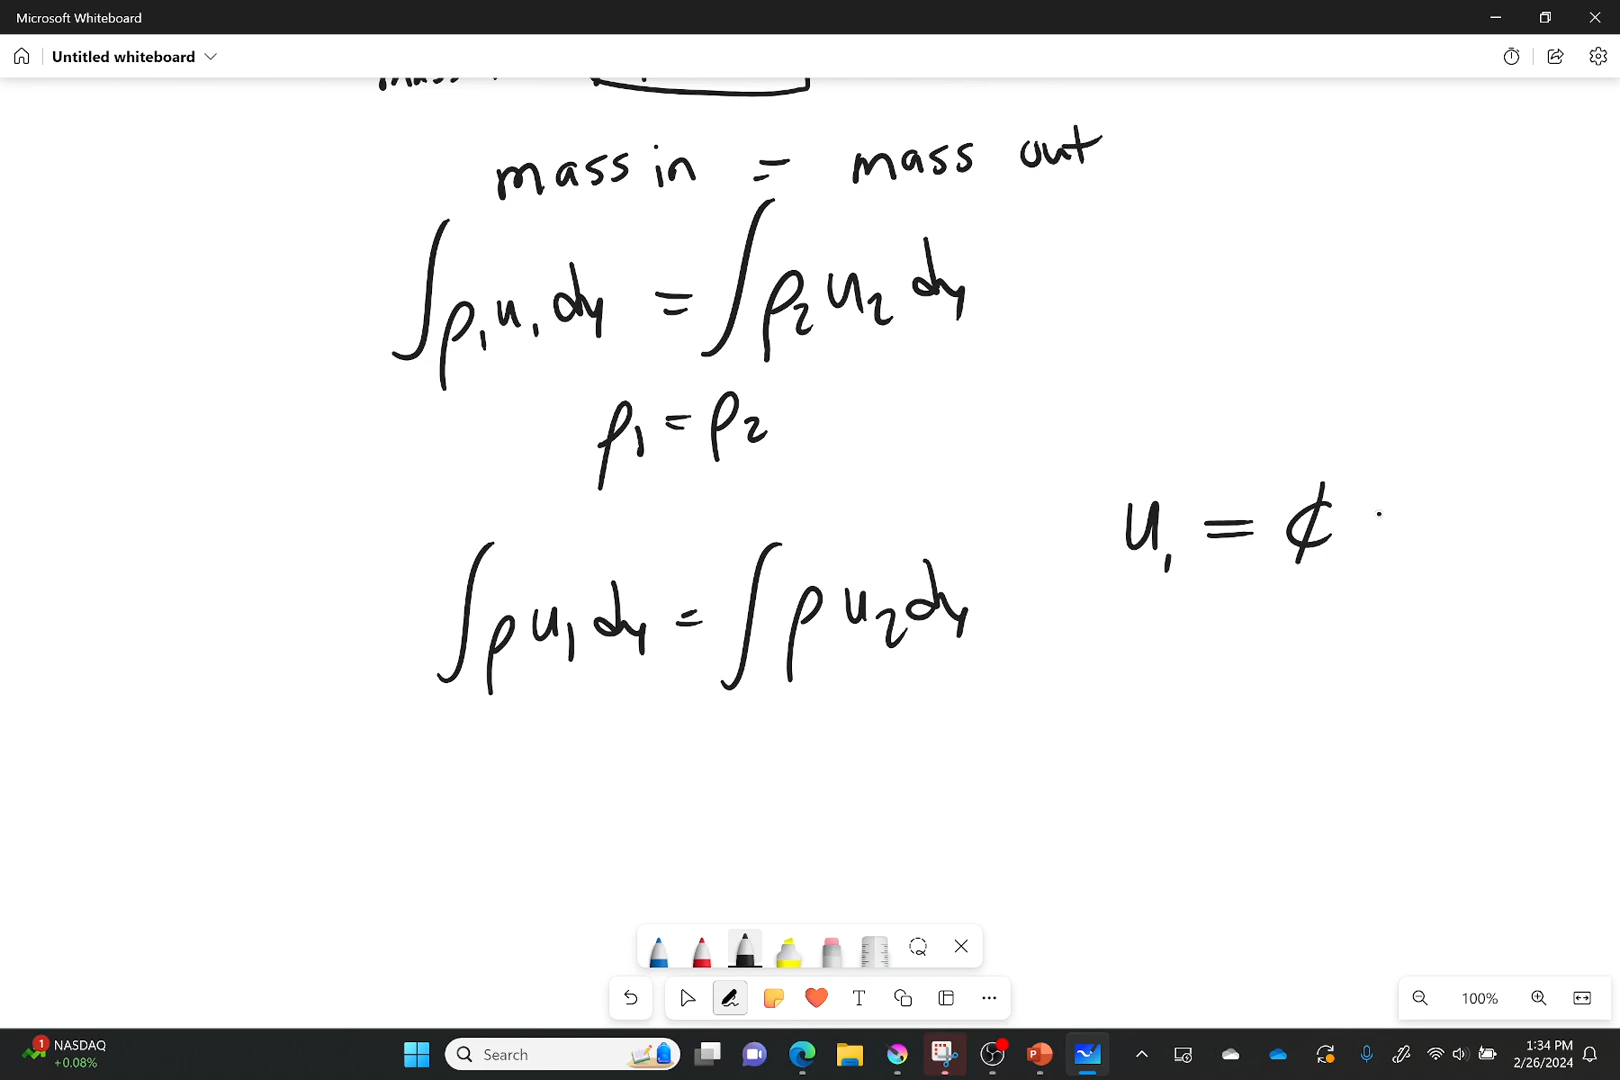 Microsoft Whiteboard
Untitled whiteboard
mass in = mass out
∫ρ₁u₁dy = ∫ρ₂u₂dy
ρ₁ = ρ₂
u₁ = ¢
∫ρu₁dy = ∫ρu₂dy
T
100%
1
NASDAQ
+0.08%
Search
1:34 PM
2/26/2024